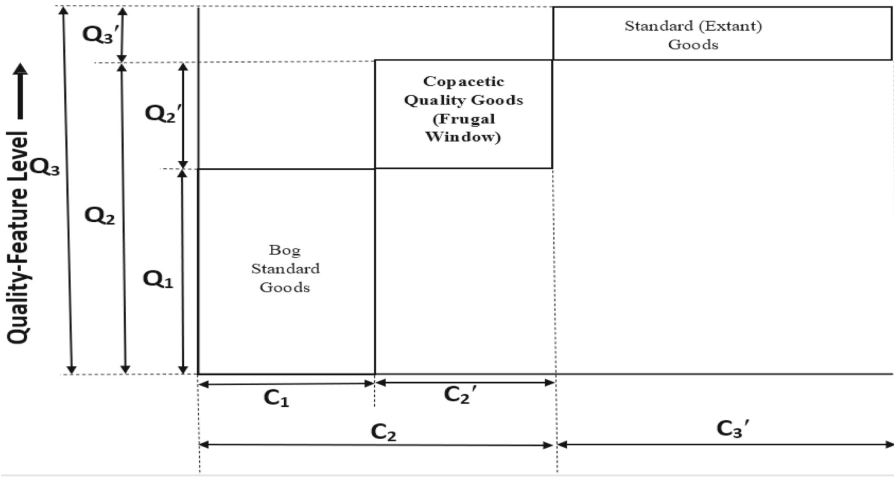 Q₃′
Standard (Extant)
Goods
Copacetic
Quality Goods
(Frugal
Window)
Q₂′
Q₃
Q₂
Quality-Feature Level
Bog
Standard
Goods
Q₁
C₁
C₂′
C₂
C₃′